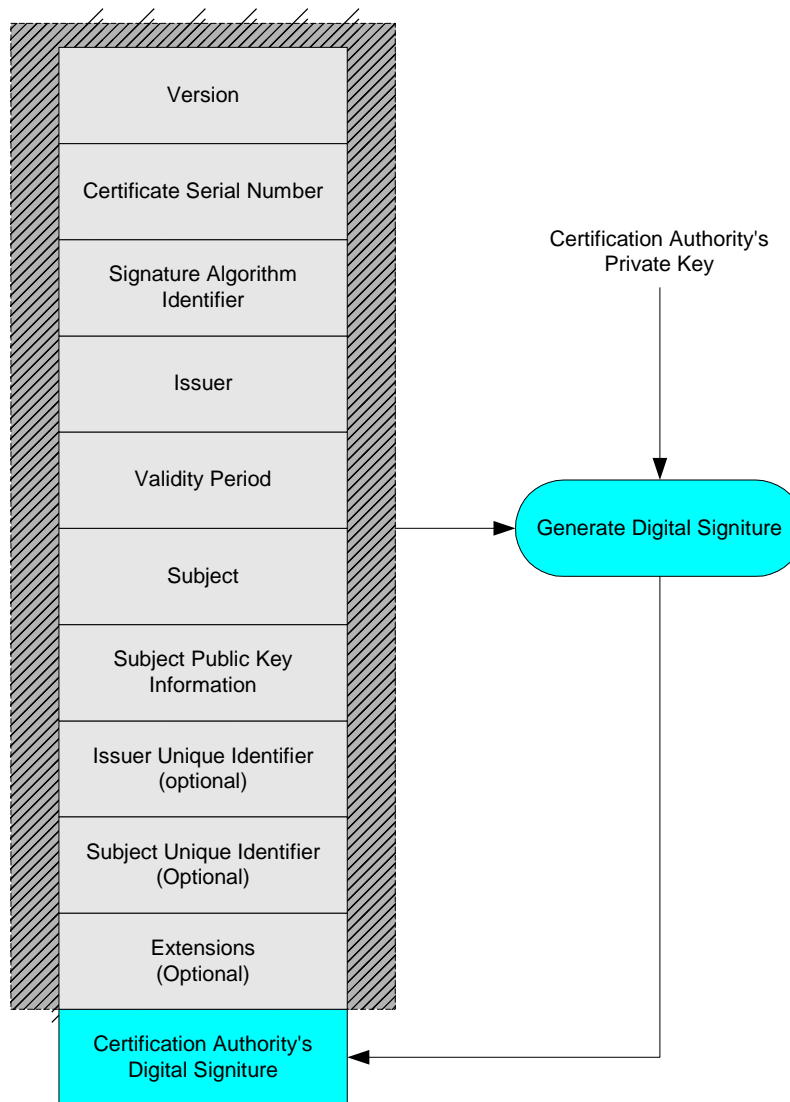 Version
Certificate Serial Number
Signature Algorithm
Identifier
Issuer
Validity Period
Subject
Subject Public Key
Information
Issuer Unique Identifier
(optional)
Subject Unique Identifier
(Optional)
Extensions
(Optional)
Certification Authority's
Digital Signiture
Certification Authority's
Private Key
Generate Digital Signiture